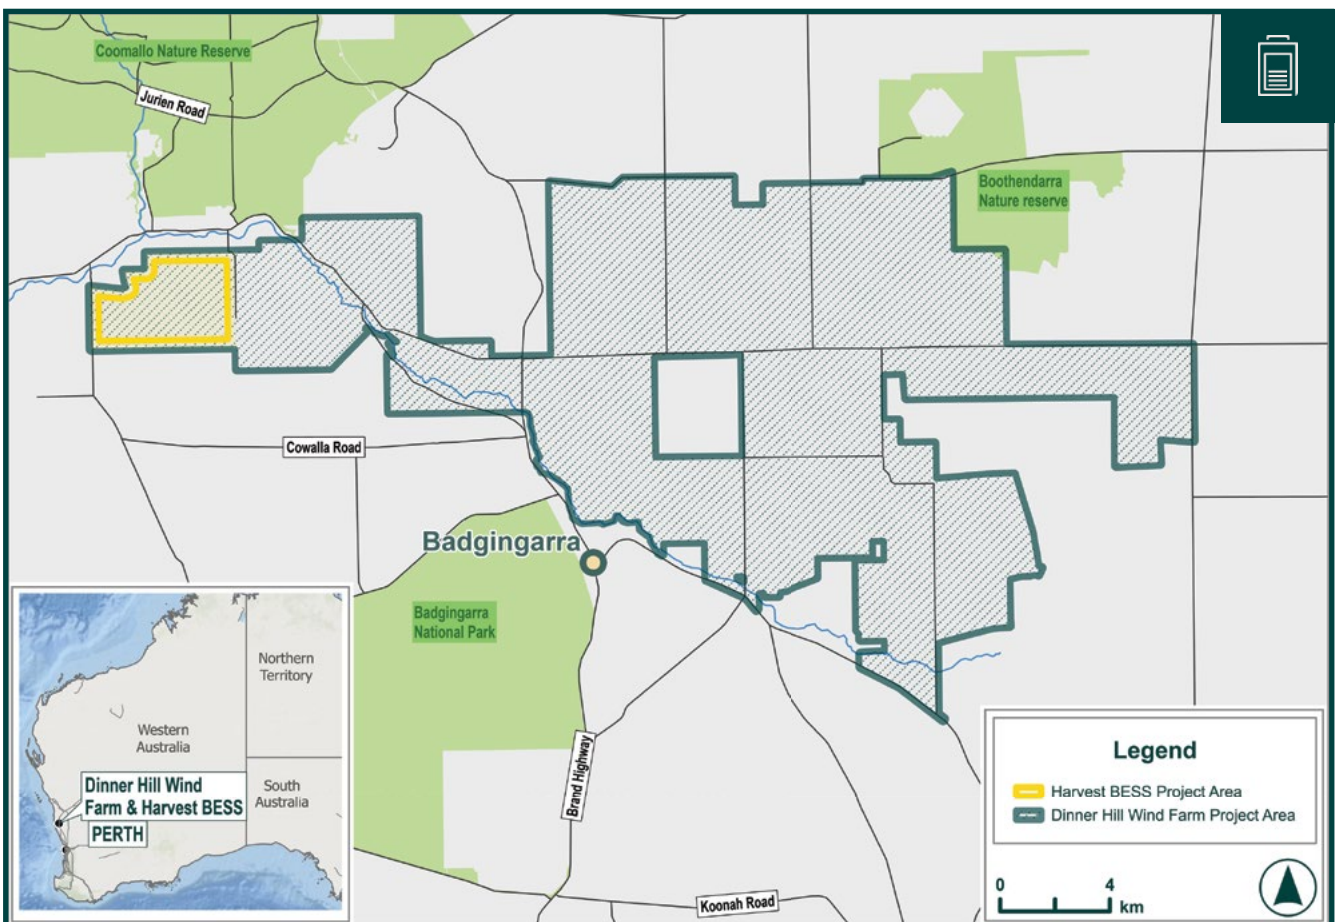 Coomallo Nature Reserve
Jurien Road
Boothendarra
Nature reserve
Cowalla Road
Badgingarra
Badgingarra
National Park
Brand Highway
Koonah Road
Northern
Territory
Western
Australia
South
Australia
Dinner Hill Wind
Farm & Harvest BESS
PERTH
Legend
Harvest BESS Project Area
Dinner Hill Wind Farm Project Area
0 4
km